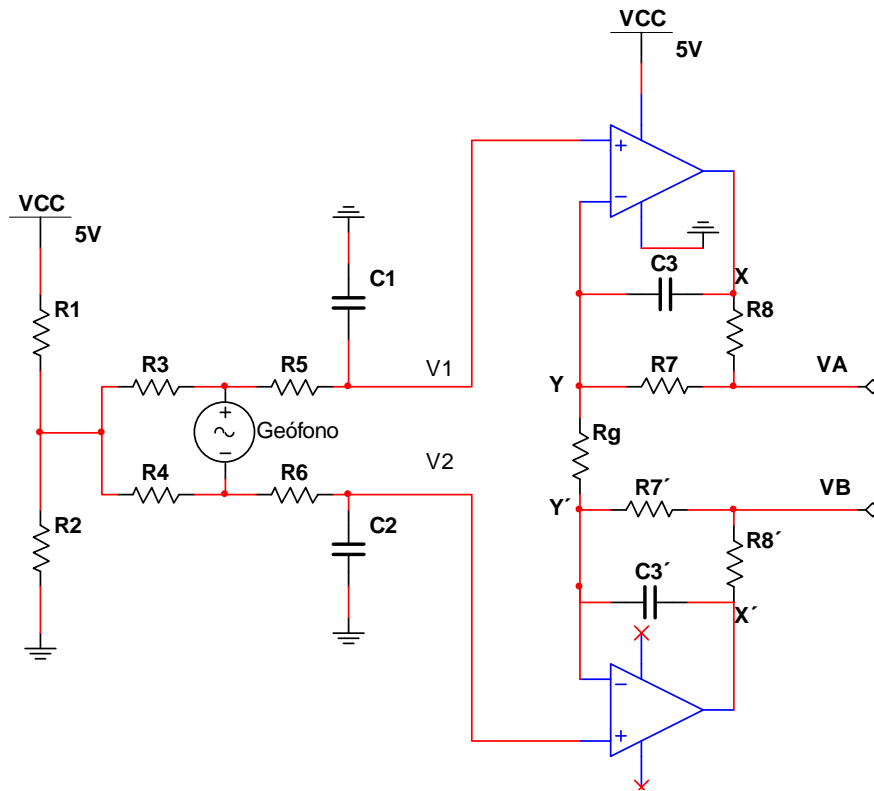 VCC
5V
VCC
5V
R1
R2
R3
R4
R5
R6
C1
C2
Geófono
V1
V2
+
−
+
−
C3
X
R8
R7
Y
VA
Rg
Y´
R7´
VB
R8´
C3´
X´
−
+